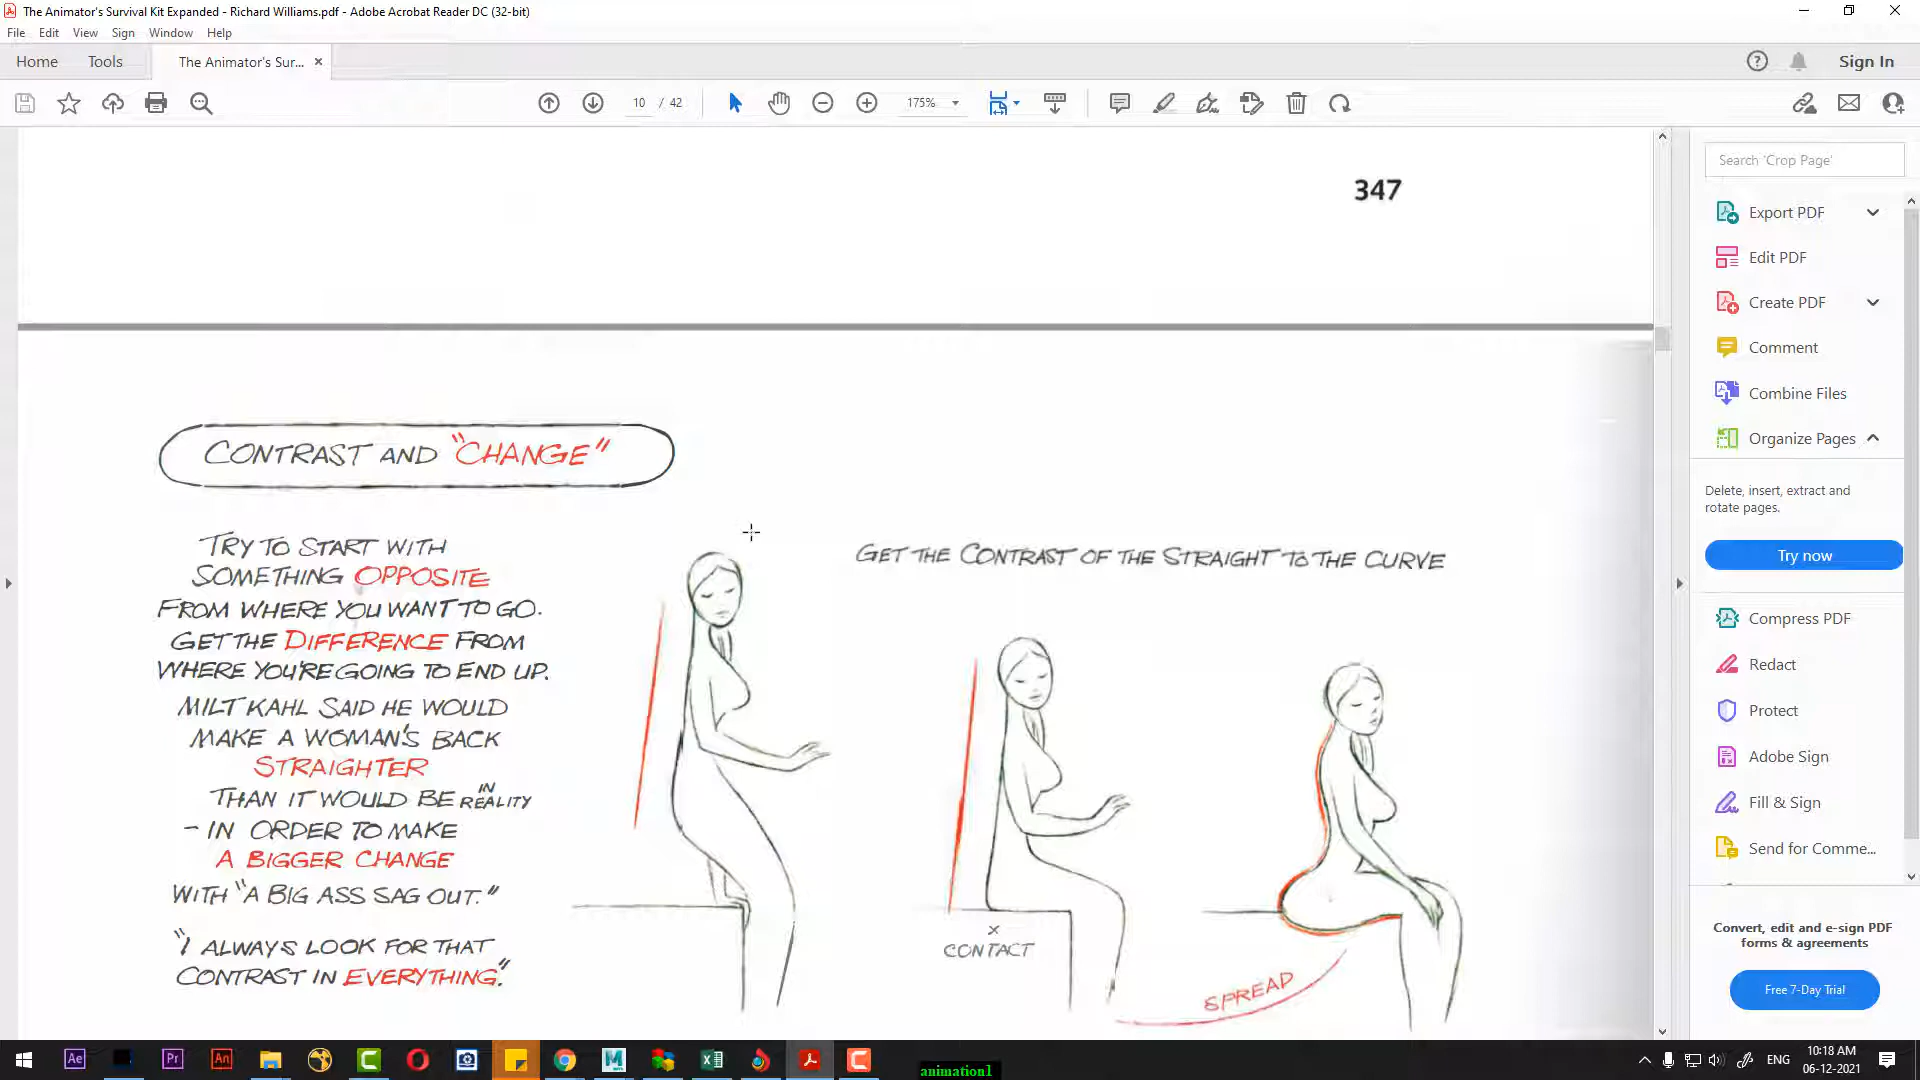 The Animator's Survival Kit Expanded - Richard Williams.pdf - Adobe Acrobat Reader DC (32-bit)
File Edit View Sign Window Help
Home Tools The Animator's Sur... Sign In
10 / 42 175%
347
CONTRAST AND "CHANGE"
TRY TO START WITH
SOMETHING OPPOSITE
FROM WHERE YOU WANT TO GO.
GET THE DIFFERENCE FROM
WHERE YOU'RE GOING TO END UP.
MILT KAHL SAID HE WOULD
MAKE A WOMAN'S BACK
STRAIGHTER
THAN IT WOULD BE IN REALITY
- IN ORDER TO MAKE
A BIGGER CHANGE
WITH "A BIG ASS SAG OUT."
"I ALWAYS LOOK FOR THAT
CONTRAST IN EVERYTHING."
GET THE CONTRAST OF THE STRAIGHT TO THE CURVE
x
CONTACT
SPREAD
Search 'Crop Page'
Export PDF
Edit PDF
Create PDF
Comment
Combine Files
Organize Pages
Delete, insert, extract and
rotate pages.
Try now
Compress PDF
Redact
Protect
Adobe Sign
Fill & Sign
Send for Comme...
Convert, edit and e-sign PDF
forms & agreements
Free 7-Day Trial
Ae Pr An
animation1
ENG
10:18 AM
06-12-2021